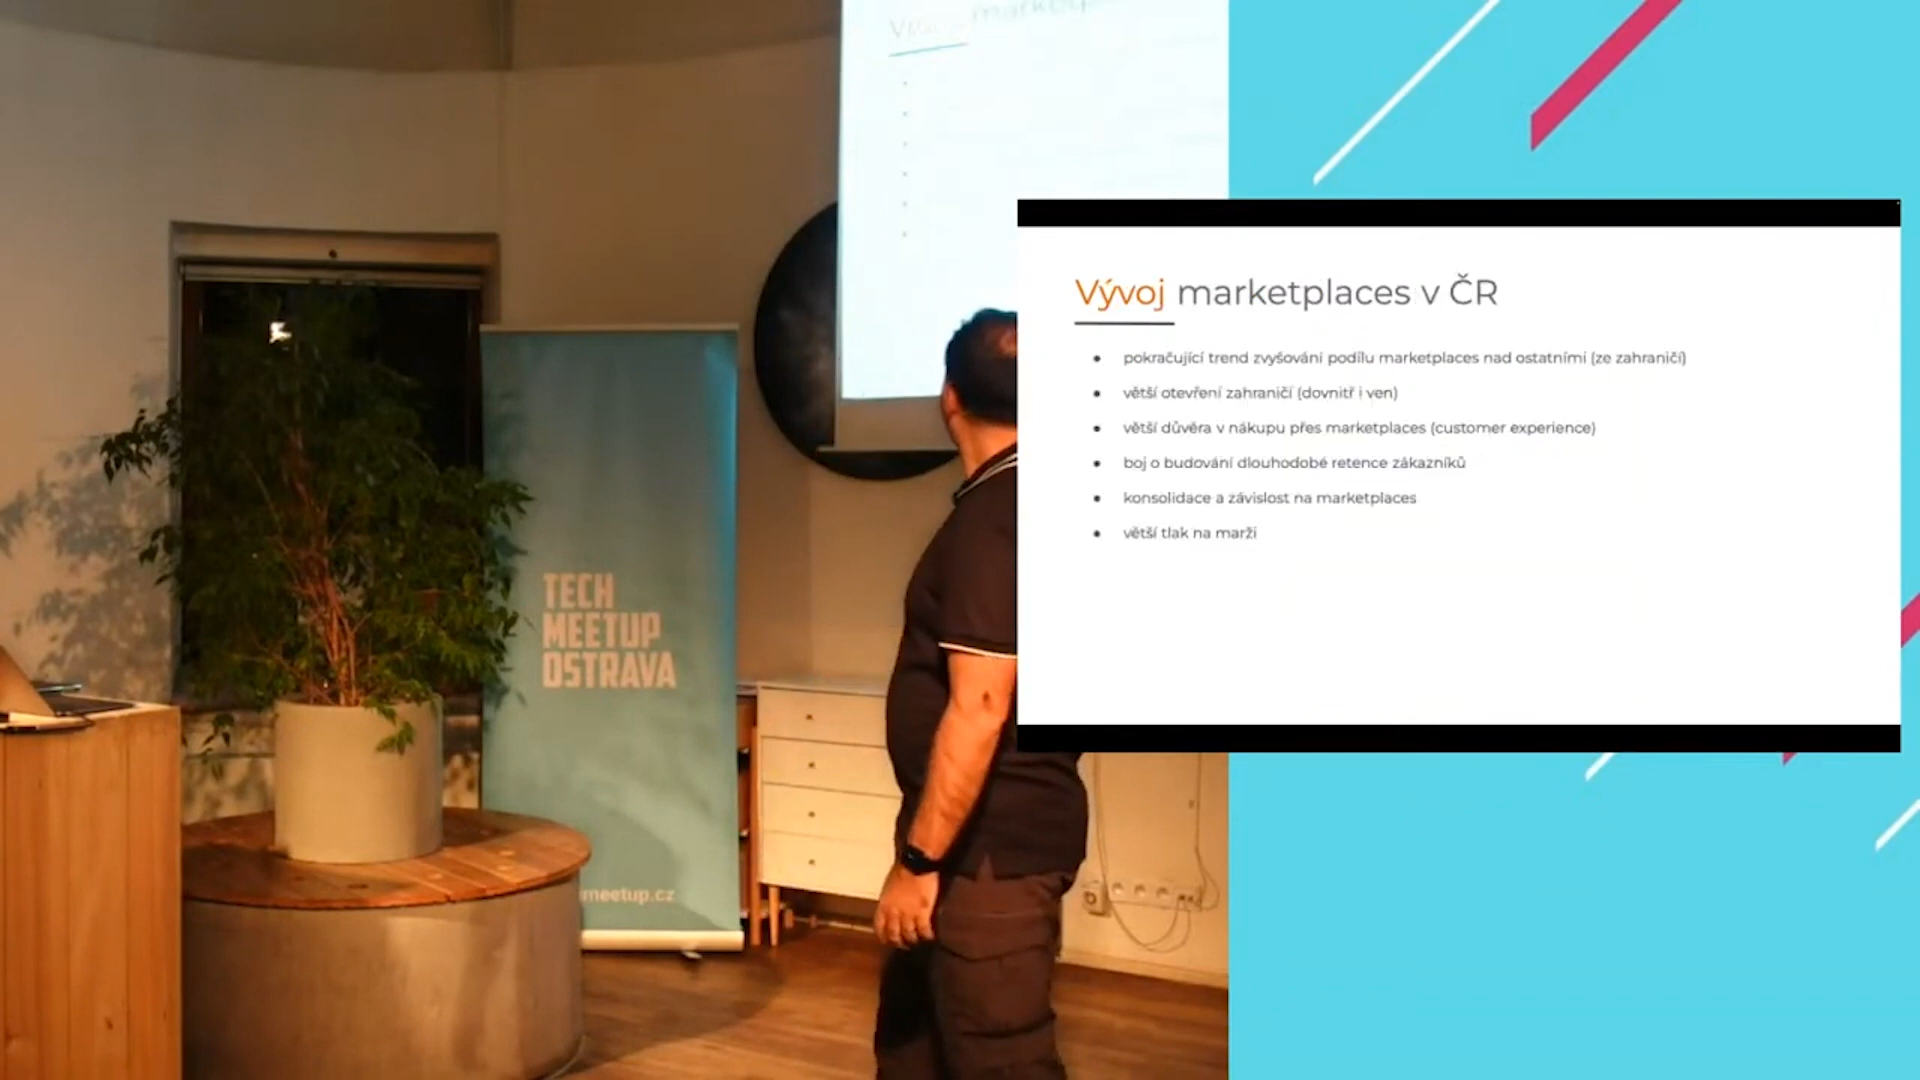 Vývoj marketplaces v ČR
pokračující trend zvyšování podílu marketplaces nad ostatními (ze zahraničí)
větší otevření zahraničí (dovnitř i ven)
větší důvěra v nákupu přes marketplaces (customer experience)
boj o budování dlouhodobé retence zákazníků
konsolidace a závislost na marketplaces
větší tlak na marži
TECH
MEETUP
OSTRAVA
meetup.cz